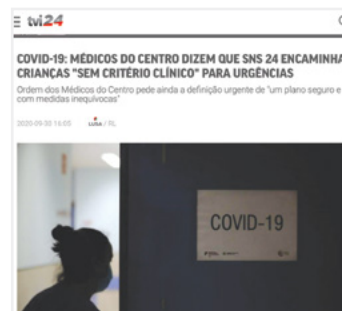 tvi24
COVID-19: MÉDICOS DO CENTRO DIZEM QUE SNS 24 ENCAMINHA
CRIANÇAS "SEM CRITÉRIO CLÍNICO" PARA URGÊNCIAS
Ordem dos Médicos do Centro pede ainda a definição urgente de "um plano seguro e
com medidas inequívocas"
2020-09-30 16:05 LUSA / RL
COVID-19